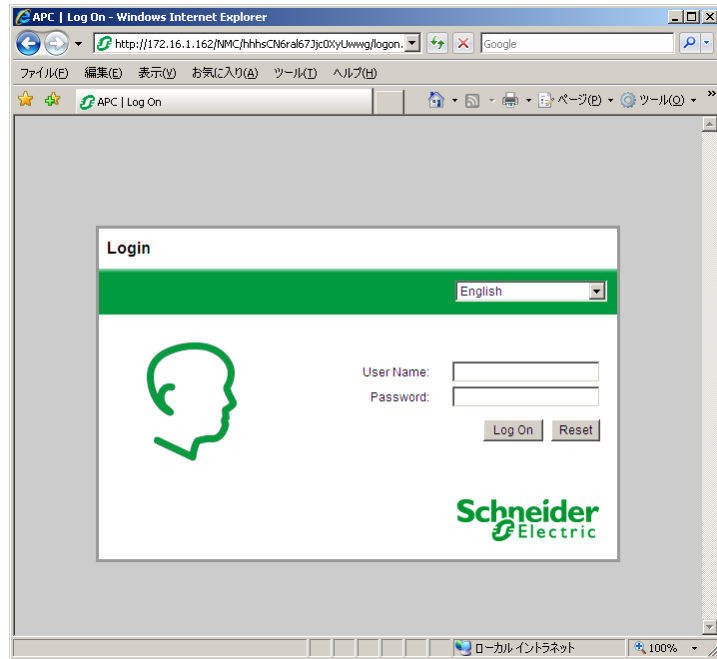 APC | Log On - Windows Internet Explorer
http://172.16.1.162/NMC/hhhsCN6ral67Jjc0XyUwwg/logon.
Google
ファイル(F) 編集(E) 表示(V) お気に入り(A) ツール(T) ヘルプ(H)
APC | Log On
ページ(P) ツール(O) »
Login
English
User Name:
Password:
Log On Reset
Schneider
Electric
ローカル イントラネット 100%